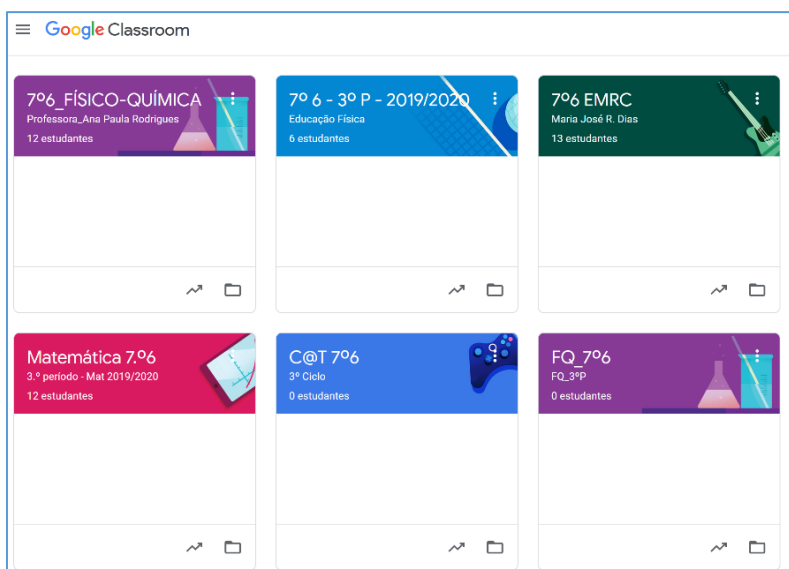 Google Classroom
7º6_FÍSICO-QUÍMICA
Professora_Ana Paula Rodrigues
12 estudantes
7º 6 - 3º P - 2019/2020
Educação Física
6 estudantes
7º6 EMRC
Maria José R. Dias
13 estudantes
Matemática 7.º6
3.º período - Mat 2019/2020
12 estudantes
C@T 7º6
3º Ciclo
0 estudantes
FQ_7º6
FQ_3ºP
0 estudantes